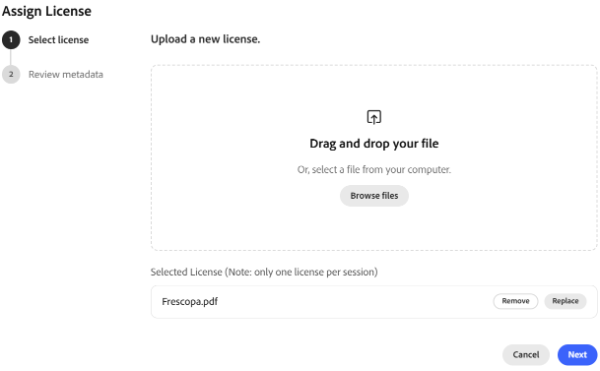 Assign License
1 Select license
2 Review metadata
Upload a new license.
Drag and drop your file
Or, select a file from your computer.
Browse files
Selected License (Note: only one license per session)
Frescopa.pdf Remove Replace
Cancel Next